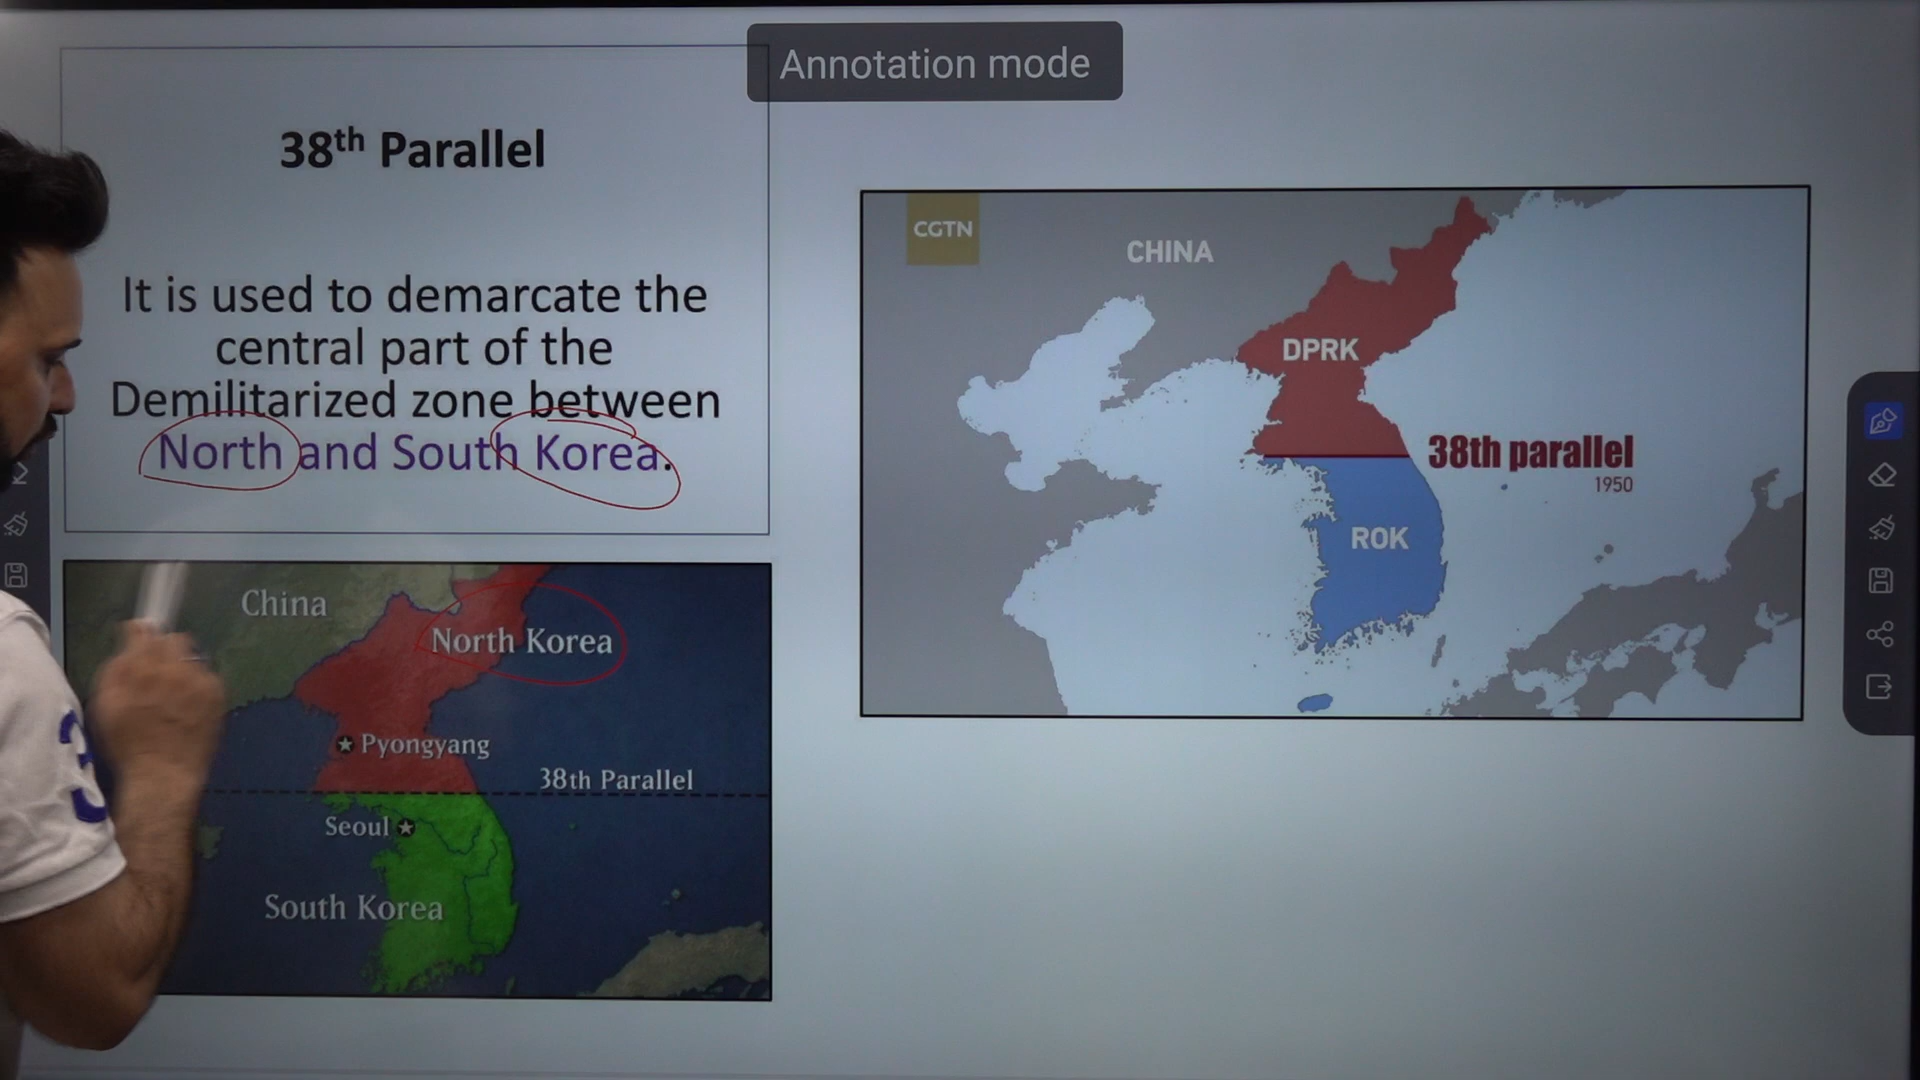 Annotation mode
38th Parallel
It is used to demarcate the
central part of the
Demilitarized zone between
North and South Korea.
China
North Korea
Pyongyang
38th Parallel
Seoul
South Korea
CGTN
CHINA
DPRK
38th parallel
1950
ROK
3